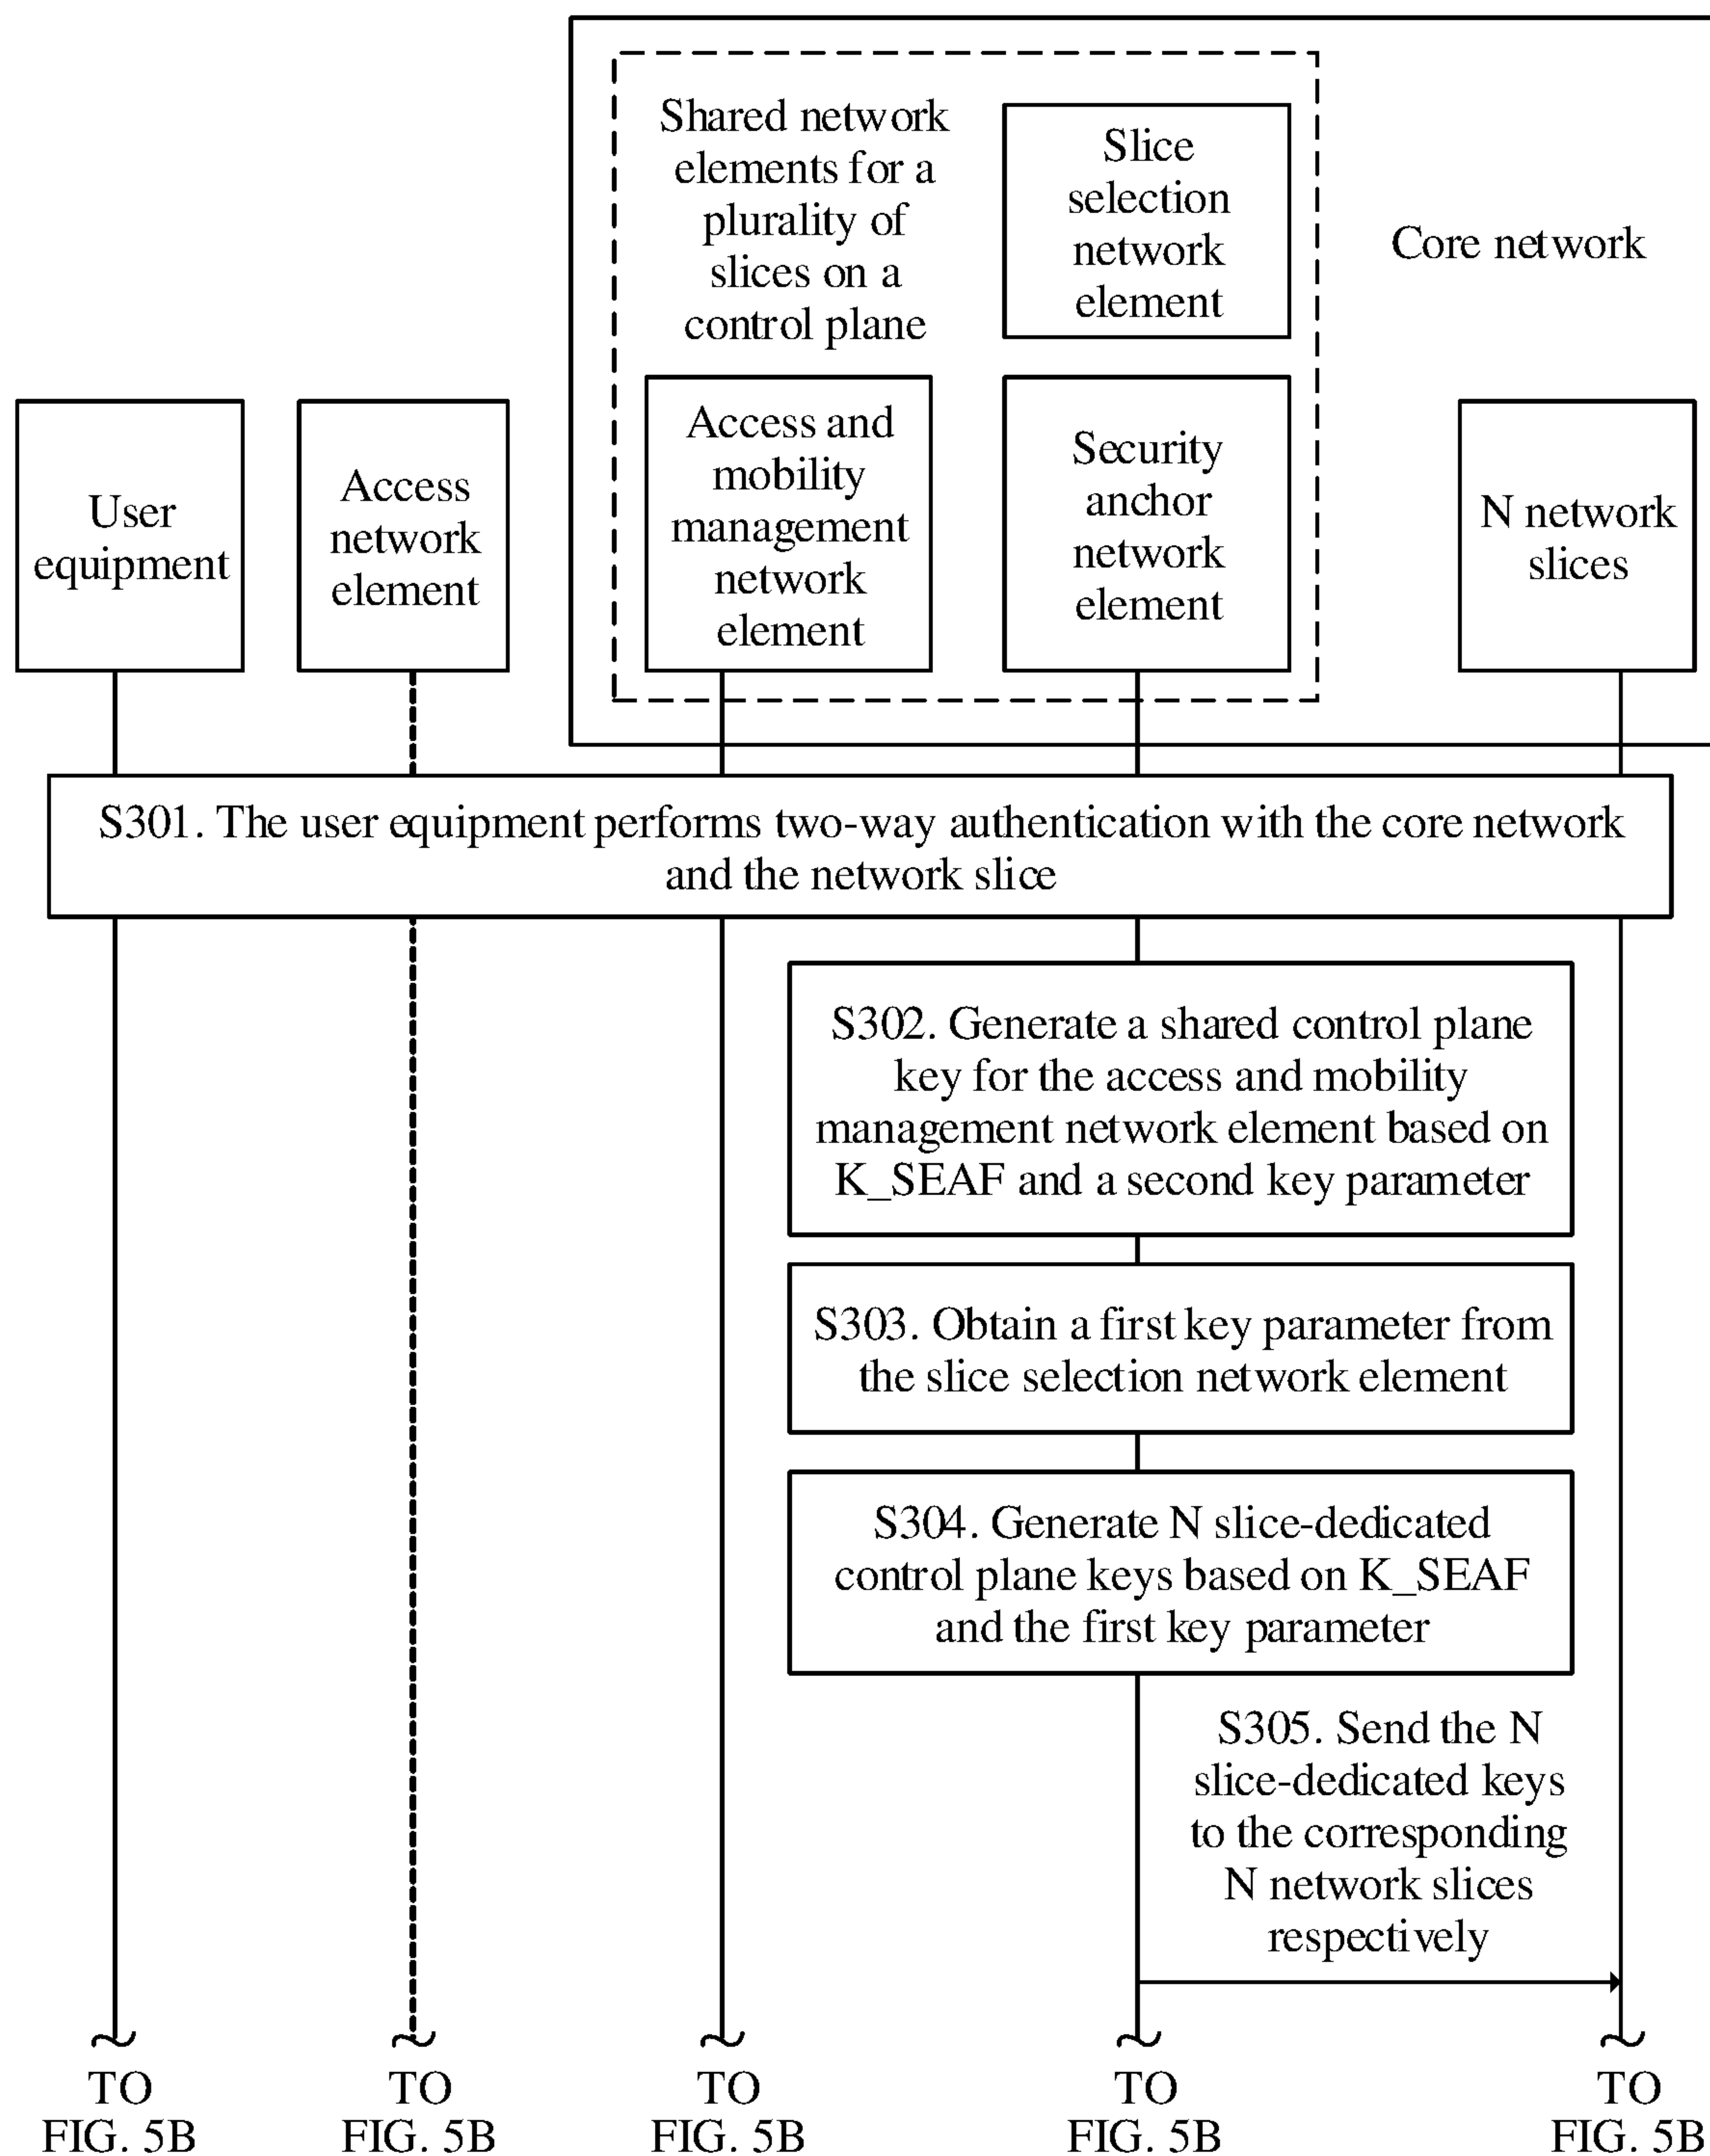 Shared network
elements for a
plurality of
slices on a
control plane
Slice
selection
network
element
Core network
User
equipment
Access
network
element
Access and
mobility
management
network
element
Security
anchor
network
element
N network
slices
S301. The user equipment performs two-way authentication with the core network
and the network slice
S302. Generate a shared control plane
key for the access and mobility
management network element based on
K_SEAF and a second key parameter
S303. Obtain a first key parameter from
the slice selection network element
S304. Generate N slice-dedicated
control plane keys based on K_SEAF
and the first key parameter
S305. Send the N
slice-dedicated keys
to the corresponding
N network slices
respectively
TO
FIG. 5B
TO
FIG. 5B
TO
FIG. 5B
TO
FIG. 5B
TO
FIG. 5B